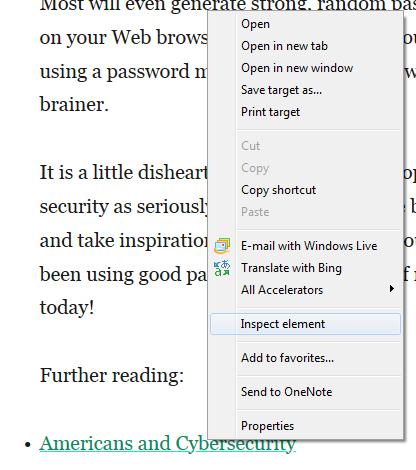 Most will even generate strong, random pas
on your Web brows
using a password m
brainer.
It is a little disheart
security as seriously
and take inspiration
been using good pa
today!
Further reading:
• Americans and Cybersecurity
Open
Open in new tab
Open in new window
Save target as...
Print target
Cut
Copy
Copy shortcut
Paste
E-mail with Windows Live
Translate with Bing
All Accelerators
Inspect element
Add to favorites...
Send to OneNote
Properties